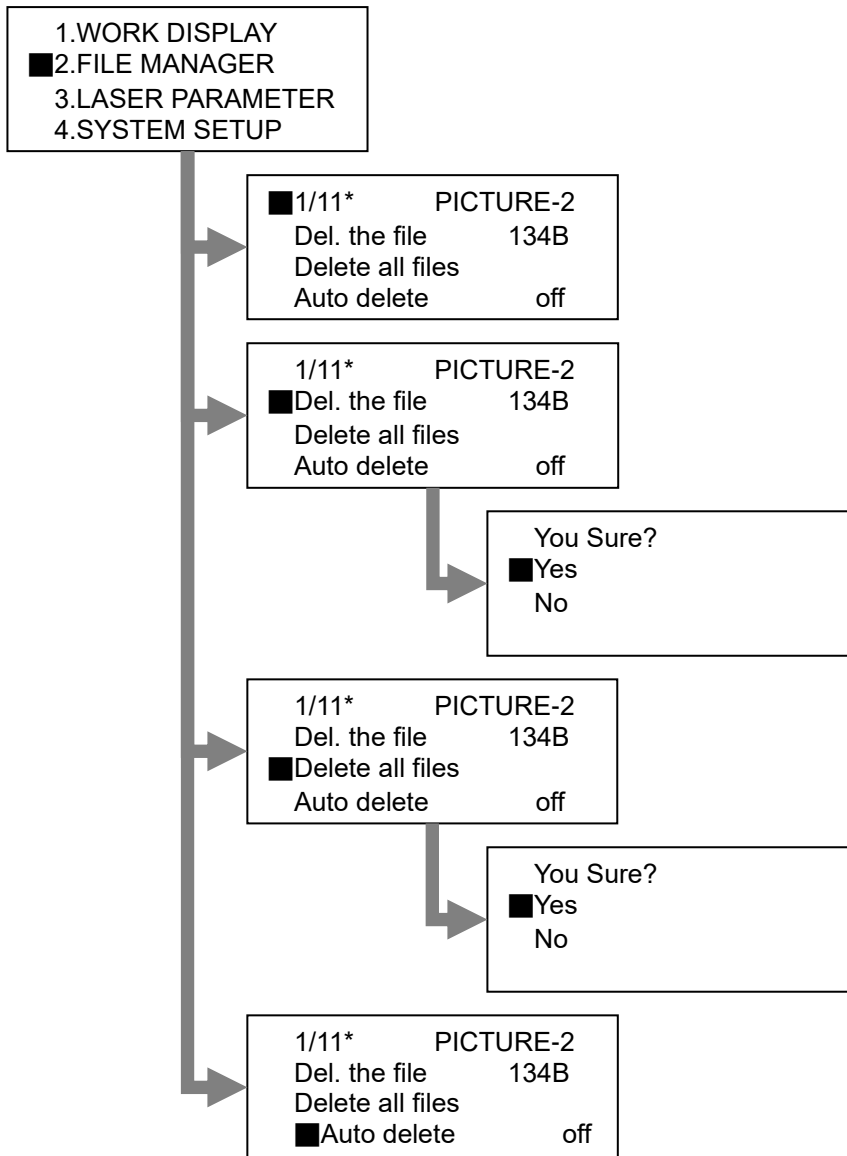 1.WORK DISPLAY
2.FILE MANAGER
3.LASER PARAMETER
4.SYSTEM SETUP
1/11* PICTURE-2
Del. the file 134B
Delete all files
Auto delete off
1/11* PICTURE-2
Del. the file 134B
Delete all files
Auto delete off
You Sure?
Yes
No
1/11* PICTURE-2
Del. the file 134B
Delete all files
Auto delete off
You Sure?
Yes
No
1/11* PICTURE-2
Del. the file 134B
Delete all files
Auto delete off